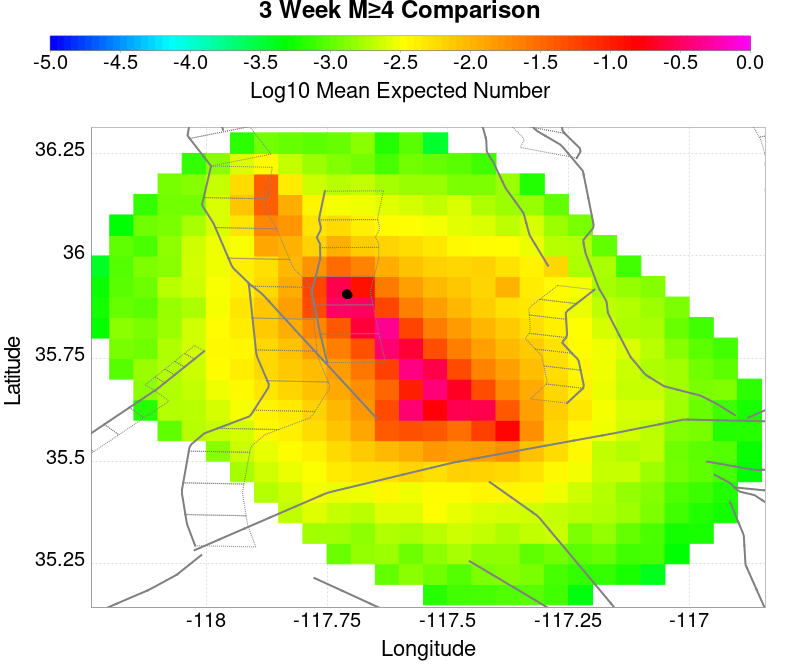 3 Week M≥4 Comparison
-5.0 -4.5 -4.0 -3.5 -3.0 -2.5 -2.0 -1.5 -1.0 -0.5 0.0
Log10 Mean Expected Number
36.25
36
35.75
35.5
35.25
Latitude
-118 -117.75 -117.5 -117.25 -117
Longitude